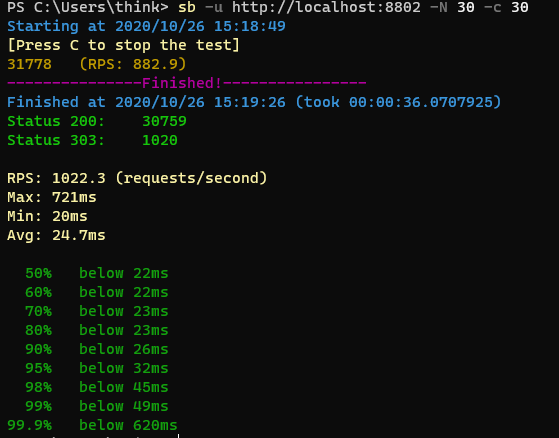 PS C:\Users\think> sb -u http://localhost:8802 -N 30 -c 30
Starting at 2020/10/26 15:18:49
[Press C to stop the test]
31778   (RPS: 882.9)
---------------Finished!----------------
Finished at 2020/10/26 15:19:26 (took 00:00:36.0707925)
Status 200:    30759
Status 303:    1020

RPS: 1022.3 (requests/second)
Max: 721ms
Min: 20ms
Avg: 24.7ms

  50%   below 22ms
  60%   below 22ms
  70%   below 23ms
  80%   below 23ms
  90%   below 26ms
  95%   below 32ms
  98%   below 45ms
  99%   below 49ms
99.9%   below 620ms